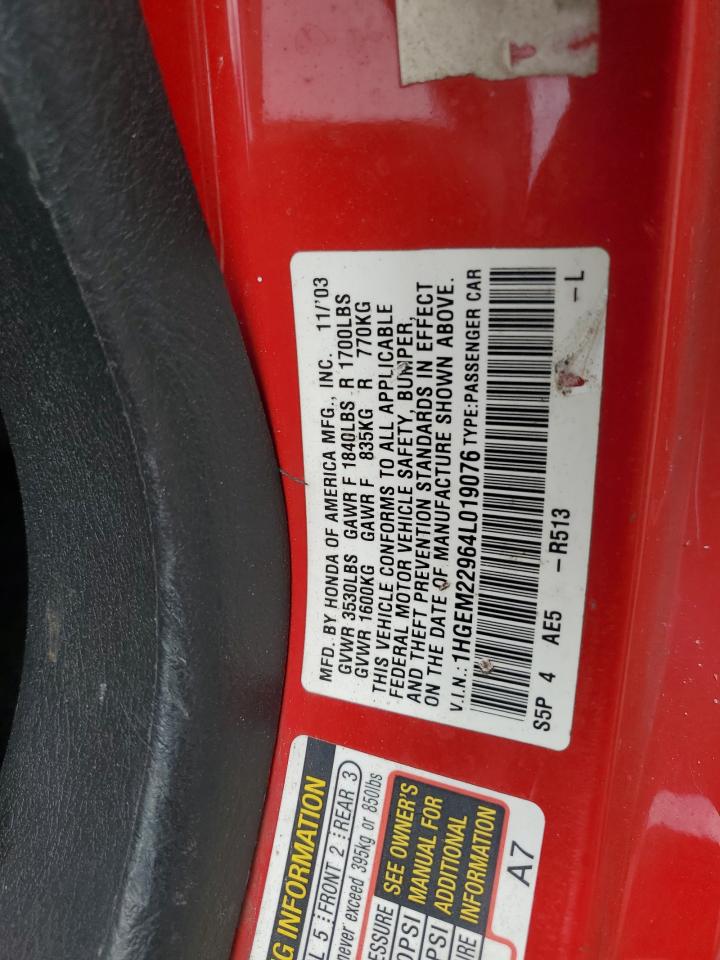 MFD. BY HONDA OF AMERICA MFG., INC. 11/'03
GVWR 3530LBS GAWR F 1840LBS R 1700LBS
GVWR 1600KG GAWR F 835KG R 770KG
THIS VEHICLE CONFORMS TO ALL APPLICABLE
FEDERAL MOTOR VEHICLE SAFETY, BUMPER,
AND THEFT PREVENTION STANDARDS IN EFFECT
ON THE DATE OF MANUFACTURE SHOWN ABOVE.
V.I.N.: 1HGEM22964L019076 TYPE:PASSENGER CAR
S5P 4 AE5 -R513 -L
INFORMATION
5 FRONT 2 REAR 3
never exceed 395kg or 850lbs
SEE OWNER'S
MANUAL FOR
ADDITIONAL
INFORMATION
A7